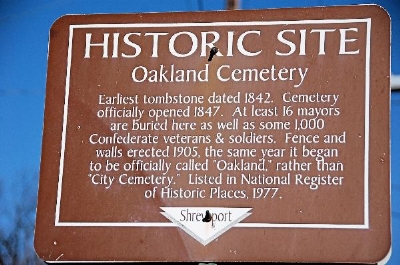 HISTORIC SITE
Oakland Cemetery
Earliest tombstone dated 1842. Cemetery
officially opened 1847. At least 16 mayors
are buried here as well as some 1,000
Confederate veterans & soldiers. Fence and
walls erected 1905, the same year it began
to be officially called "Oakland," rather than
"City Cemetery." Listed in National Register
of Historic Places, 1977.
Shreveport